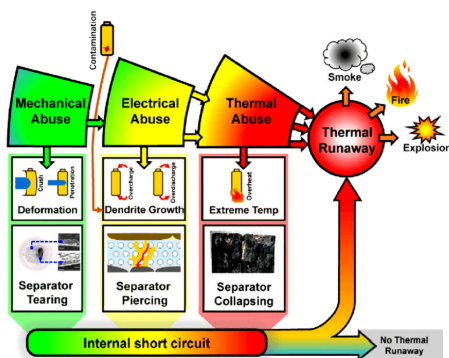 Contamination
Smoke
Fire
Explosion
Mechanical
Abuse
Electrical
Abuse
Thermal
Abuse
Thermal
Runaway
Crush
Penetration
Deformation
Overcharge
Overdischarge
Dendrite Growth
Overheat
Extreme Temp
Separator
Tearing
Separator
Piercing
Separator
Collapsing
Internal short circuit
No Thermal
Runaway